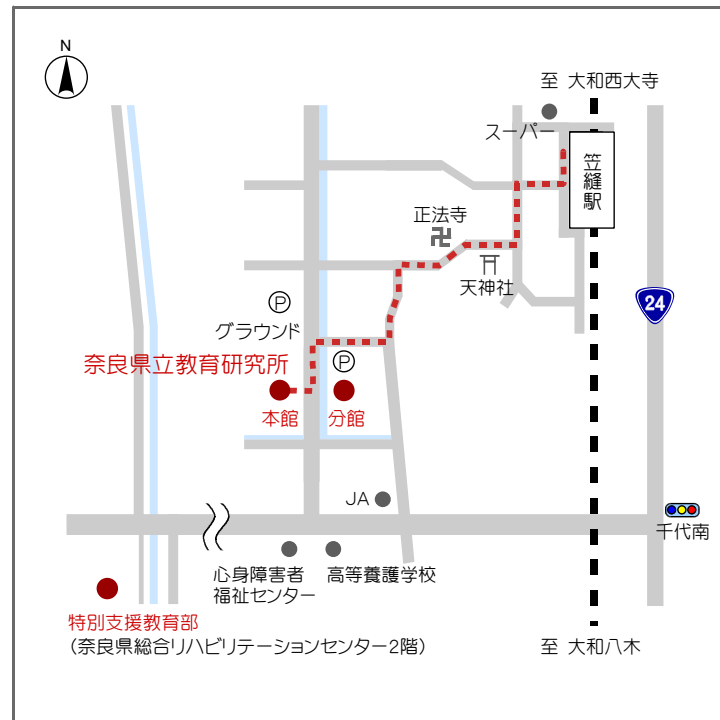 N
至 大和西大寺
スーパー
笠縫駅
正法寺
卍
天神社
24
P
グラウンド
奈良県立教育研究所
P
本館
分館
JA
千代南
心身障害者
福祉センター
高等養護学校
特別支援教育部
(奈良県総合リハビリテーションセンター2階)
至 大和八木